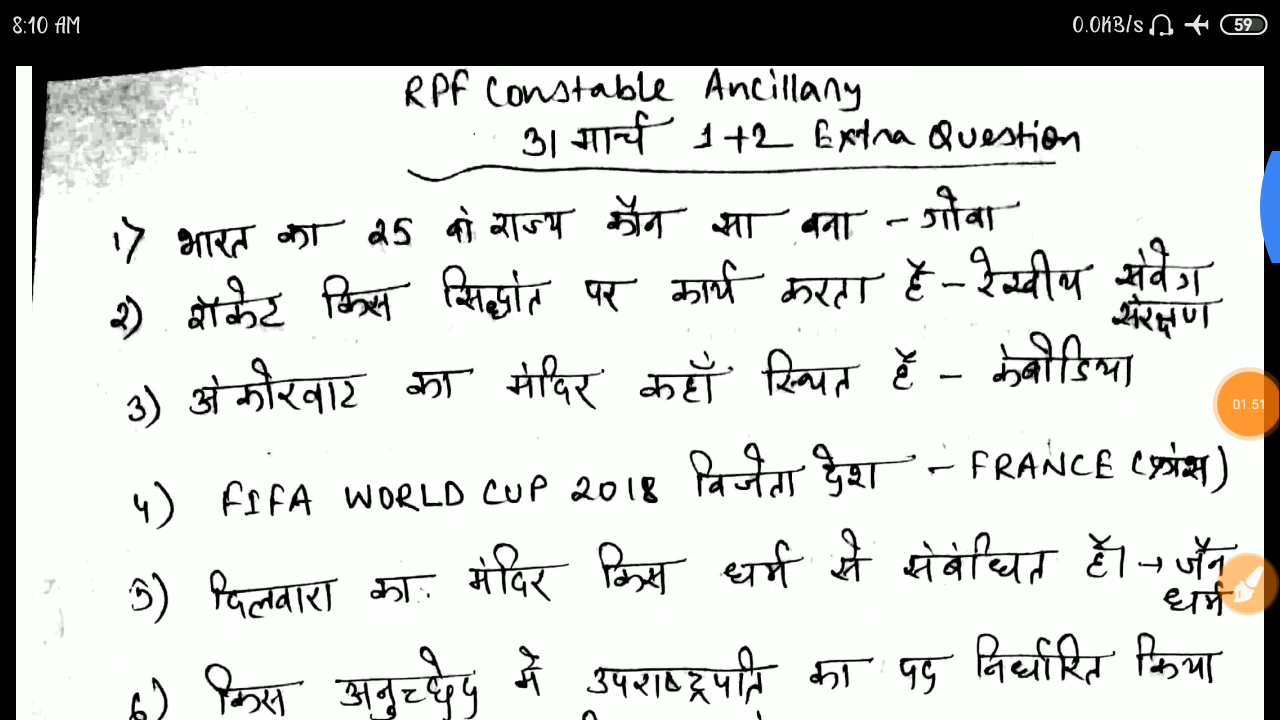 8:10 AM 0.0KB/s 59
RPF Constable Ancillany
31 मार्च 1+2 Extra Question
1) भारत का 25 वां राज्य कौन सा बना - गोवा
2) रॉकेट किस सिद्धांत पर कार्य करता है - रेखीय संवेग
संरक्षण
3) अंकोरवाट का मंदिर कहाँ स्थित है - कंबोडिया
4) FIFA WORLD CUP 2018 विजेता देश - FRANCE (फ्रांस)
01:51
5) दिलवारा का मंदिर किस धर्म से संबंधित है। → जैन
धर्म
6) किस अनुच्छेद में उपराष्ट्रपति का पद निर्धारित किया